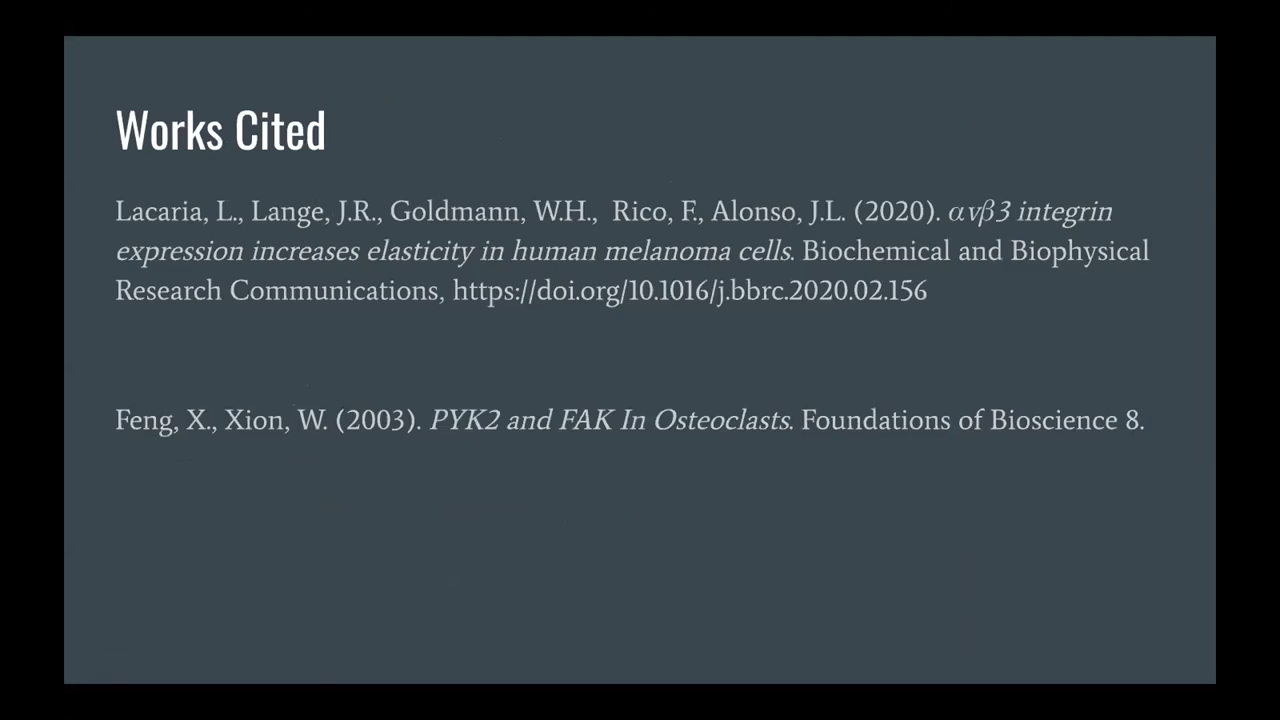 Works Cited
Lacaria, L., Lange, J.R., Goldmann, W.H., Rico, F., Alonso, J.L. (2020). αvβ3 integrin
expression increases elasticity in human melanoma cells. Biochemical and Biophysical
Research Communications, https://doi.org/10.1016/j.bbrc.2020.02.156
Feng, X., Xion, W. (2003). PYK2 and FAK In Osteoclasts. Foundations of Bioscience 8.